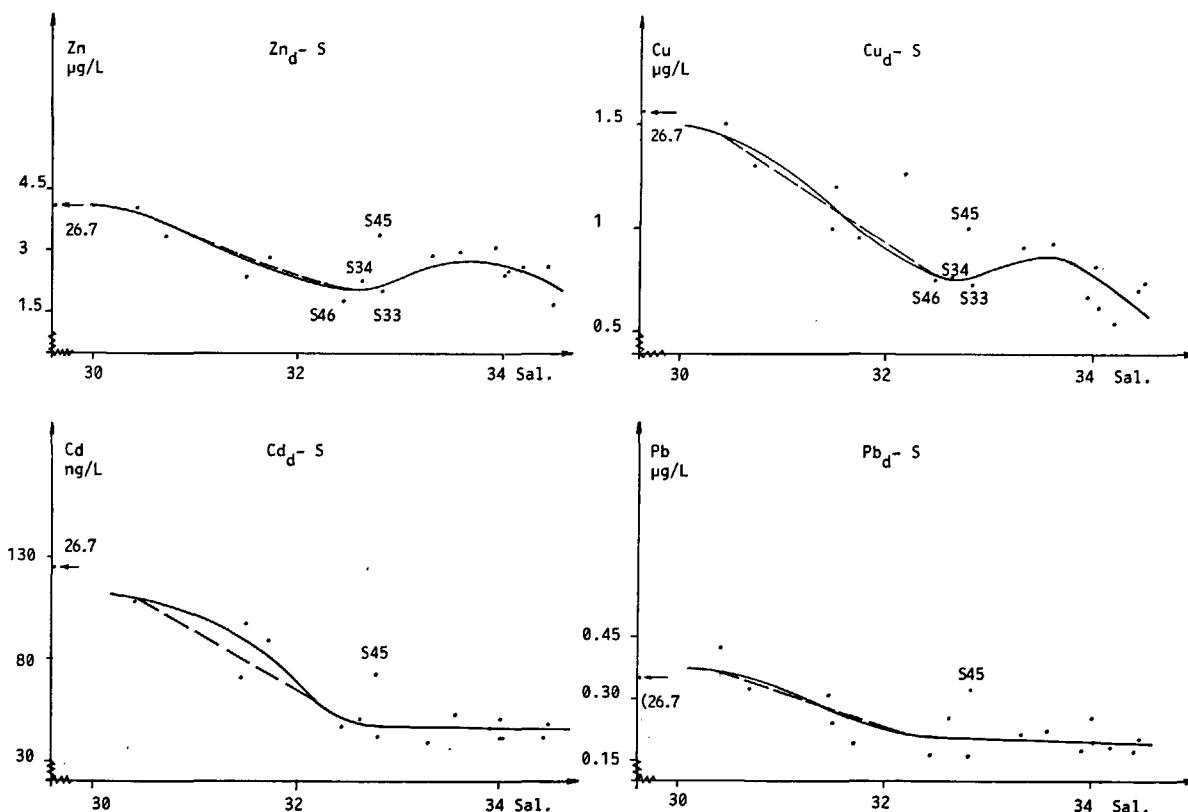 Zn
µg/L
Zn_d- S
4.5
26.7
3
1.5
S45
S34
S46
S33
30
32
34
Sal.
Cu
µg/L
Cu_d- S
1.5
26.7
1
0.5
S45
S34
S46
S33
30
32
34
Sal.
Cd
ng/L
Cd_d- S
26.7
130
80
30
S45
30
32
34
Sal.
Pb
µg/L
Pb_d- S
0.45
0.30
(26.7
0.15
S45
30
32
34
Sal.